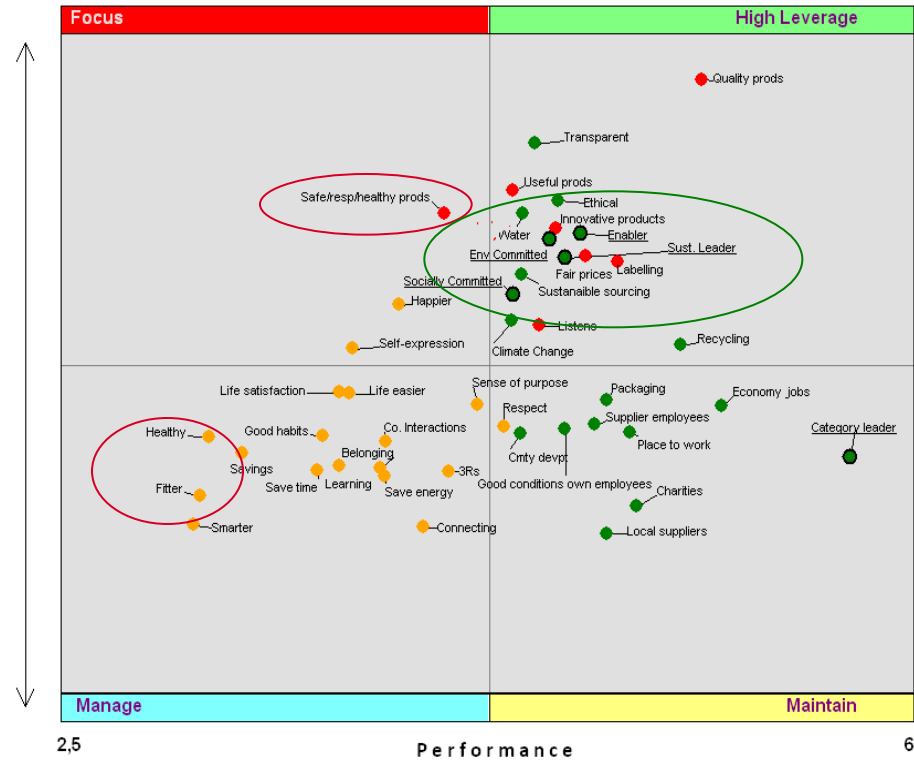 Focus
High Leverage
Quality prods
Transparent
Useful prods
Safe/resp/healthy prods
Ethical
Innovative products
Water
Enabler
Env Committed
Sust. Leader
Fair prices
Labelling
Socially Committed
Sustanaible sourcing
Happier
Listens
Self-expression
Climate Change
Recycling
Life satisfaction
Life easier
Sense of purpose
Packaging
Economy jobs
Respect
Supplier employees
Healthy
Good habits
Co. Interactions
Category leader
Place to work
Belonging
Cmty devpt
Savings
3Rs
Save time
Learning
Save energy
Good conditions own employees
Fitter
Charities
Smarter
Connecting
Local suppliers
Manage
Maintain
2,5
Performance
6